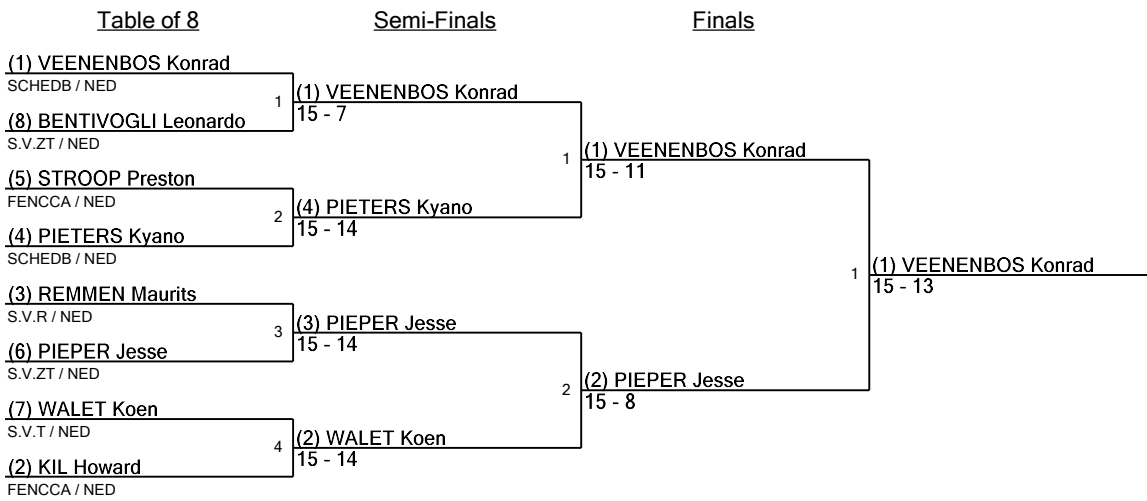 Table of 8
Semi-Finals
Finals
(1) VEENENBOS Konrad
SCHEDB / NED
1
(8) BENTIVOGLI Leonardo
S.V.ZT / NED
(1) VEENENBOS Konrad
15 - 7
(5) STROOP Preston
FENCCA / NED
2
(4) PIETERS Kyano
SCHEDB / NED
(4) PIETERS Kyano
15 - 14
1
(1) VEENENBOS Konrad
15 - 11
(3) REMMEN Maurits
S.V.R / NED
3
(6) PIEPER Jesse
S.V.ZT / NED
(3) PIEPER Jesse
15 - 14
(7) WALET Koen
S.V.T / NED
4
(2) KIL Howard
FENCCA / NED
(2) WALET Koen
15 - 14
2
(2) PIEPER Jesse
15 - 8
1
(1) VEENENBOS Konrad
15 - 13